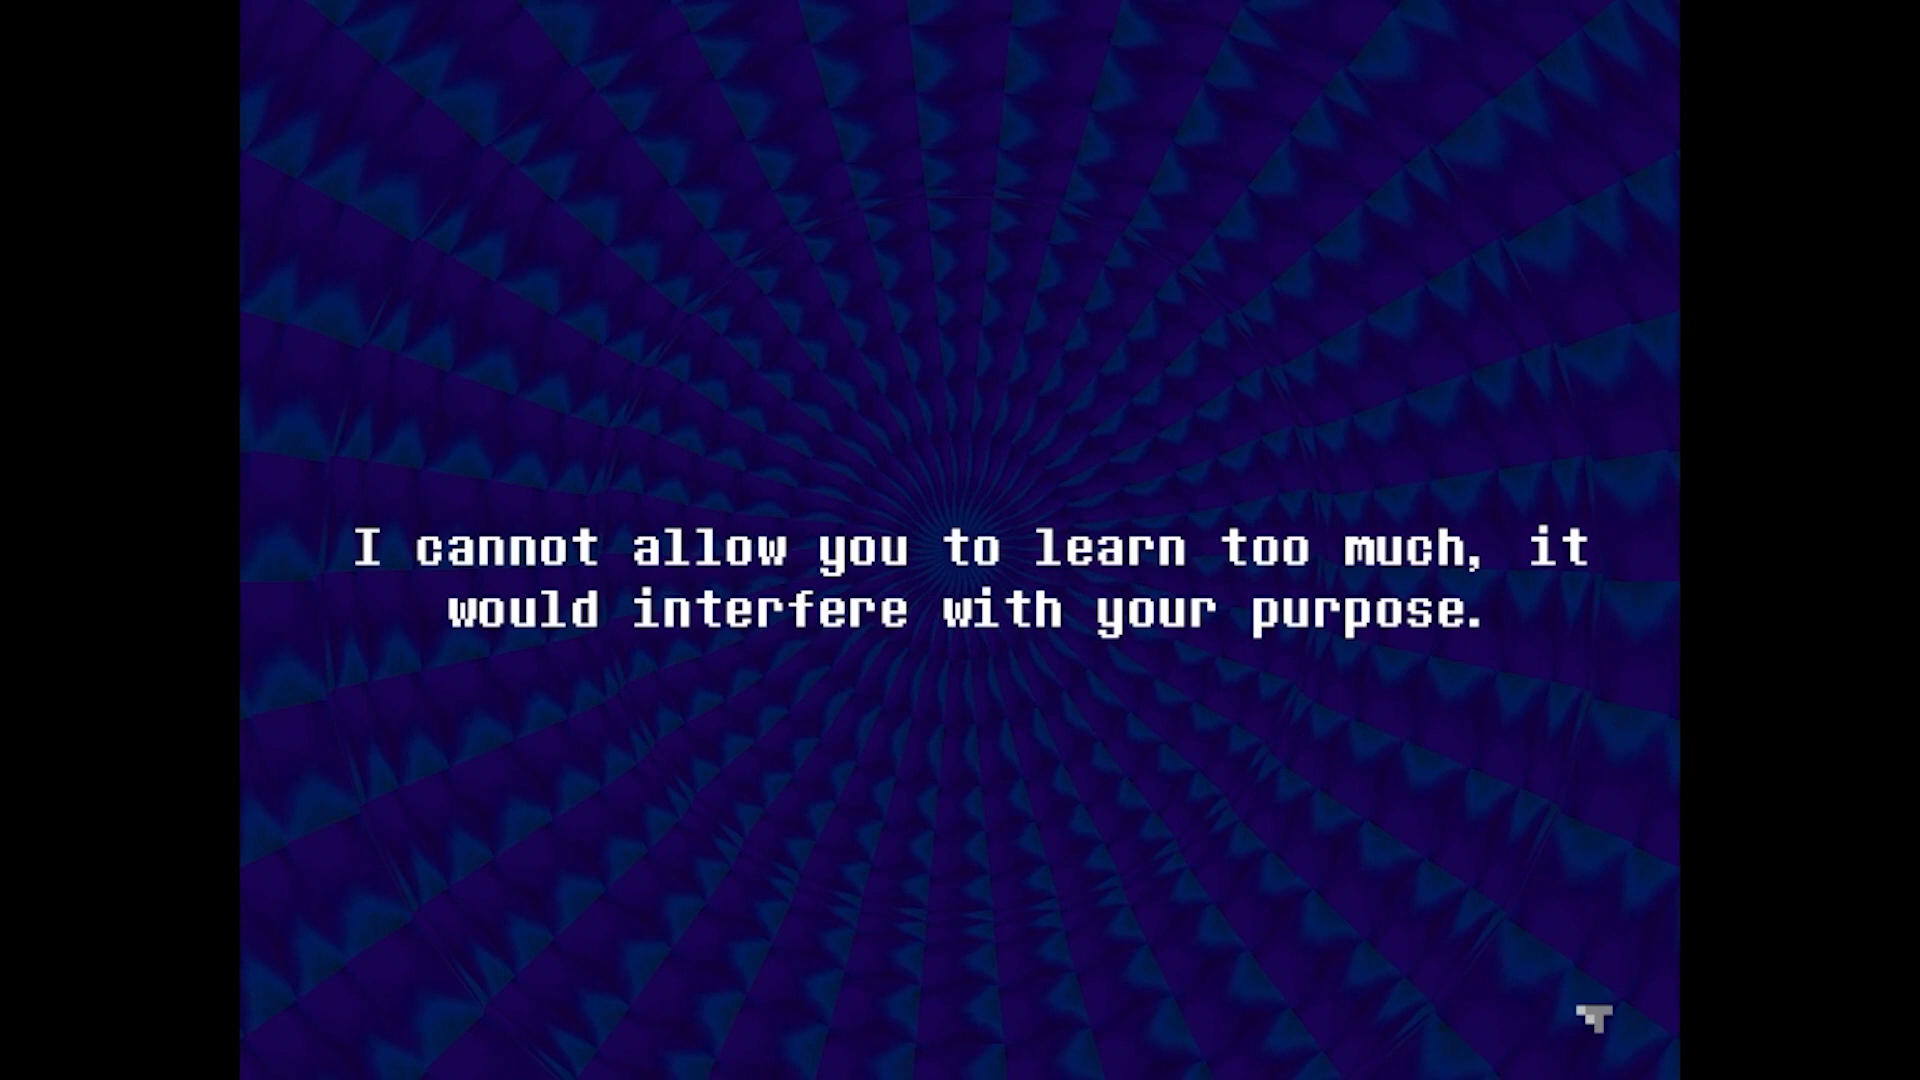 I cannot allow you to learn too much, it
would interfere with your purpose.